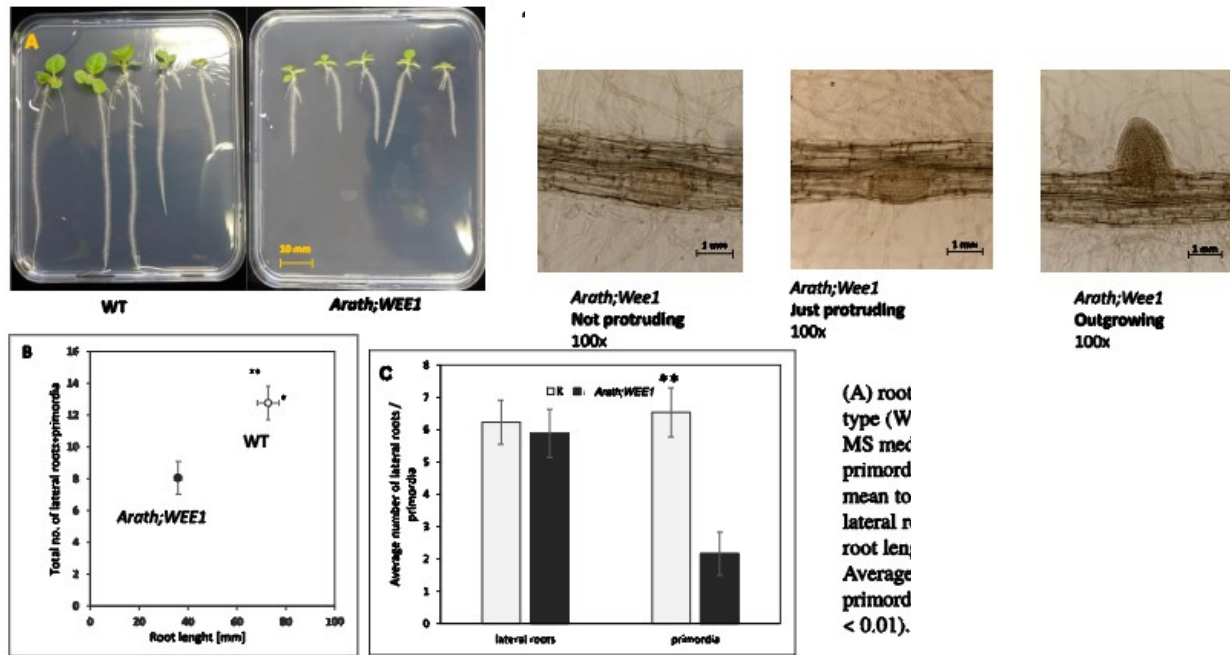 A
10 mm
WT
Arath;WEE1
1 mm
Arath;Wee1
Not protruding
100x
1 mm
Arath;Wee1
Just protruding
100x
1 mm
Arath;Wee1
Outgrowing
100x
B
Total no. of lateral roots+primordia
16
14
12
10
8
6
4
2
0
**
*
WT
Arath;WEE1
0 20 40 60 80 100
Root lenght [mm]
C
Average number of lateral roots /
primordia
8
7
6
5
4
3
2
1
0
K Arath;WEE1
**
lateral roots primordia
(A) root
type (W
MS med
primord
mean to
lateral r
root leng
Average
primord
< 0.01).